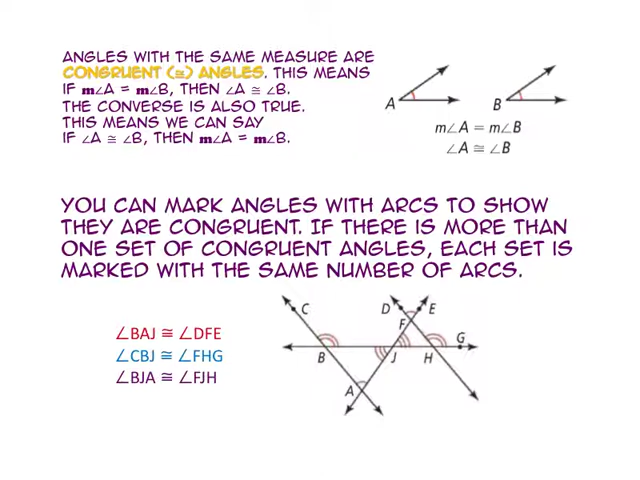 ANGLES WITH THE SAME MEASURE ARE
CONGRUENT (≅) ANGLES. THIS MEANS
IF m∠A = m∠B, THEN ∠A ≅ ∠B.
THE CONVERSE IS ALSO TRUE.
THIS MEANS WE CAN SAY
IF ∠A ≅ ∠B, THEN m∠A = m∠B.
A B
m∠A = m∠B
∠A ≅ ∠B
YOU CAN MARK ANGLES WITH ARCS TO SHOW
THEY ARE CONGRUENT. IF THERE IS MORE THAN
ONE SET OF CONGRUENT ANGLES, EACH SET IS
MARKED WITH THE SAME NUMBER OF ARCS.
∠BAJ ≅ ∠DFE
∠CBJ ≅ ∠FHG
∠BJA ≅ ∠FJH
C D E
F
G
B J H
A